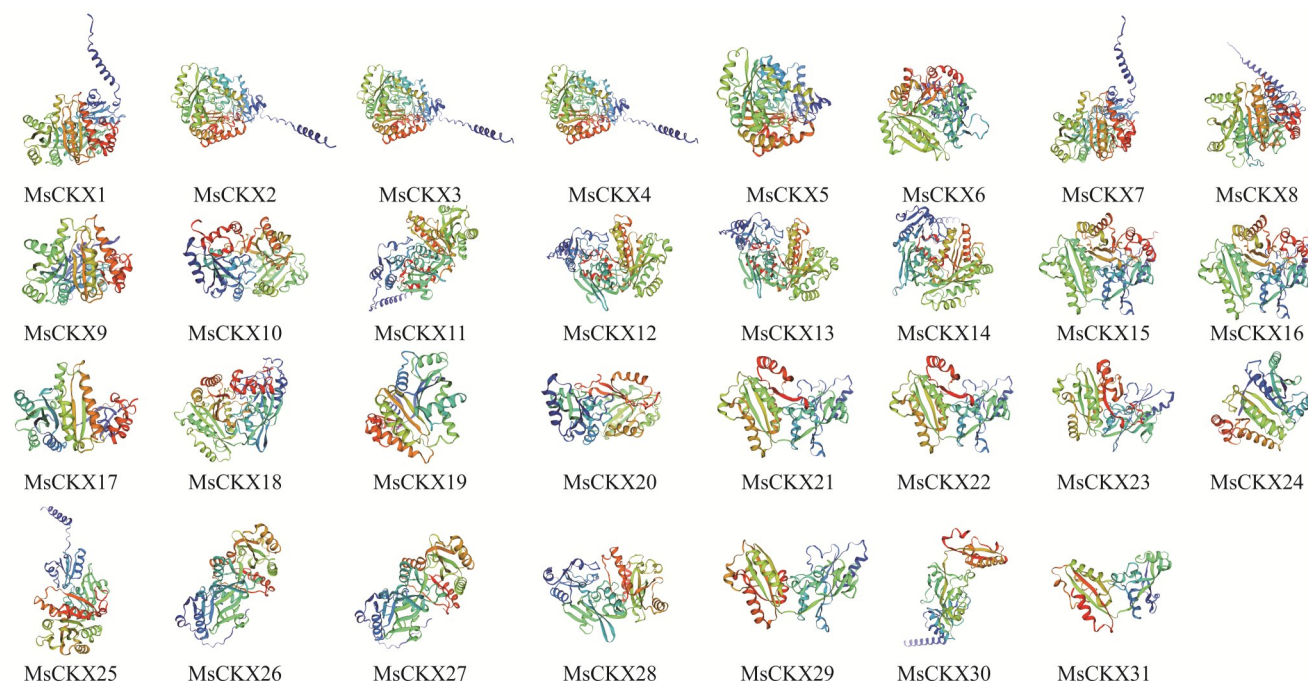 MsCKX1 MsCKX2 MsCKX3 MsCKX4 MsCKX5 MsCKX6 MsCKX7 MsCKX8
MsCKX9 MsCKX10 MsCKX11 MsCKX12 MsCKX13 MsCKX14 MsCKX15 MsCKX16
MsCKX17 MsCKX18 MsCKX19 MsCKX20 MsCKX21 MsCKX22 MsCKX23 MsCKX24
MsCKX25 MsCKX26 MsCKX27 MsCKX28 MsCKX29 MsCKX30 MsCKX31